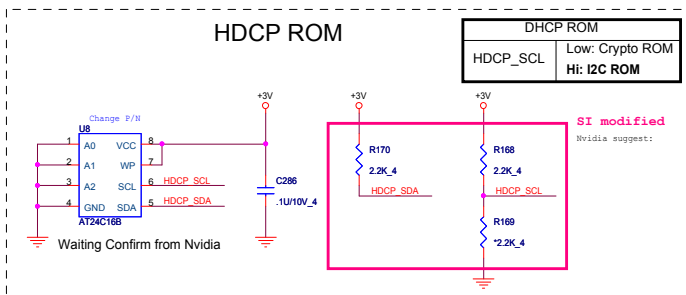 HDCP ROM
DHCP ROM
HDCP_SCL
Low: Crypto ROM
Hi: I2C ROM
Change P/N
U8
1 A0 VCC 8
2 A1 WP 7
3 A2 SCL 6 HDCP_SCL
4 GND SDA 5 HDCP_SDA
AT24C16B
Waiting Confirm from Nvidia
+3V
C286
.1U/10V_4
+3V
R170
2.2K_4
HDCP_SDA
+3V
R168
2.2K_4
HDCP_SCL
R169
*2.2K_4
SI modified
Nvidia suggest: